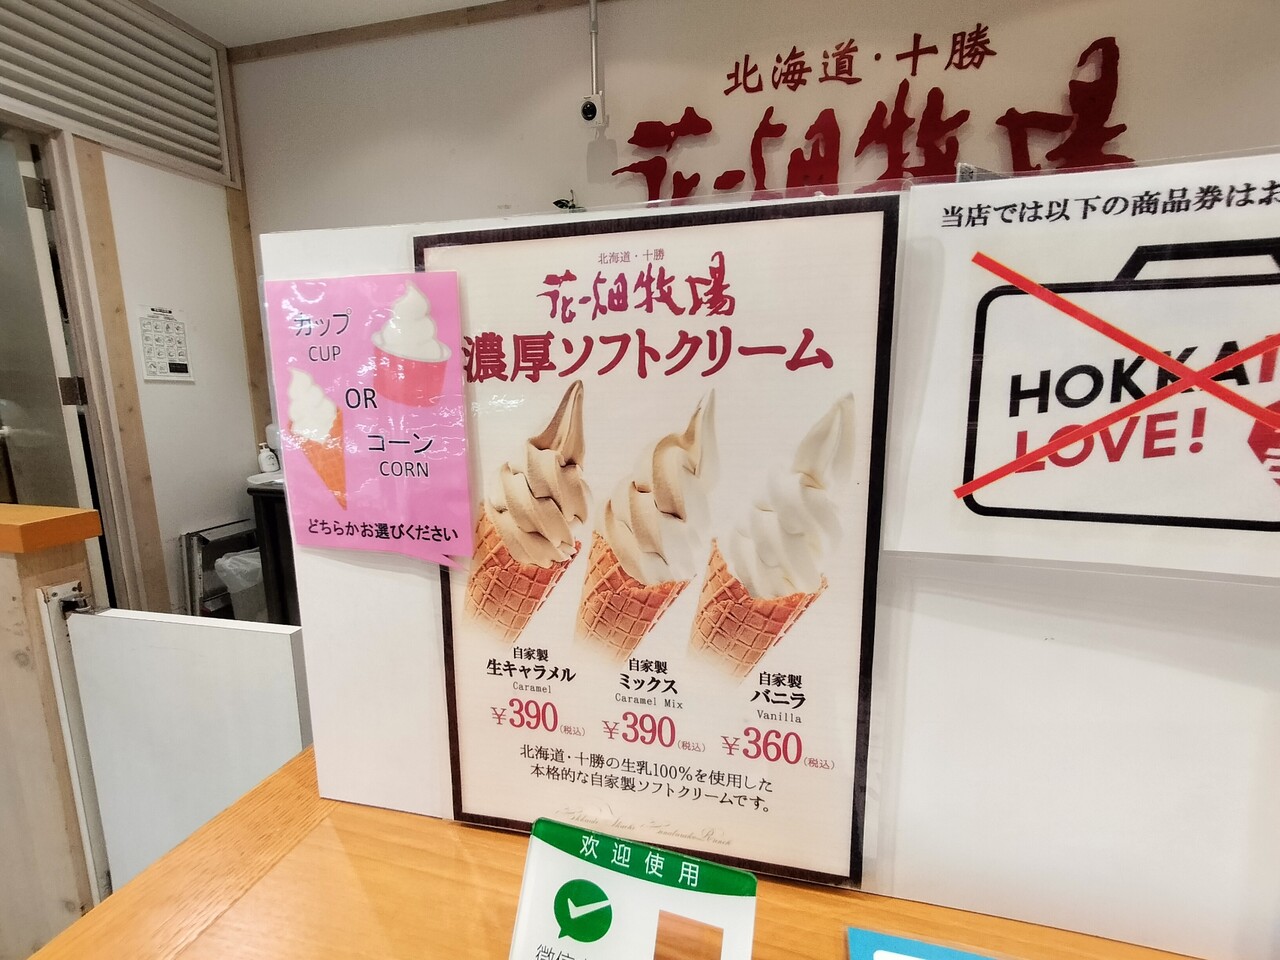 北海道・十勝
花畑牧場
当店では以下の商品券はお
HOKKAI
LOVE!
カップ
CUP
OR
コーン
CORN
どちらかお選びください
北海道・十勝
花畑牧場
濃厚ソフトクリーム
自家製
生キャラメル
Caramel
¥390(税込)
自家製
ミックス
Caramel Mix
¥390(税込)
自家製
バニラ
Vanilla
¥360(税込)
北海道・十勝の生乳100%を使用した
本格的な自家製ソフトクリームです。
欢迎使用
微信